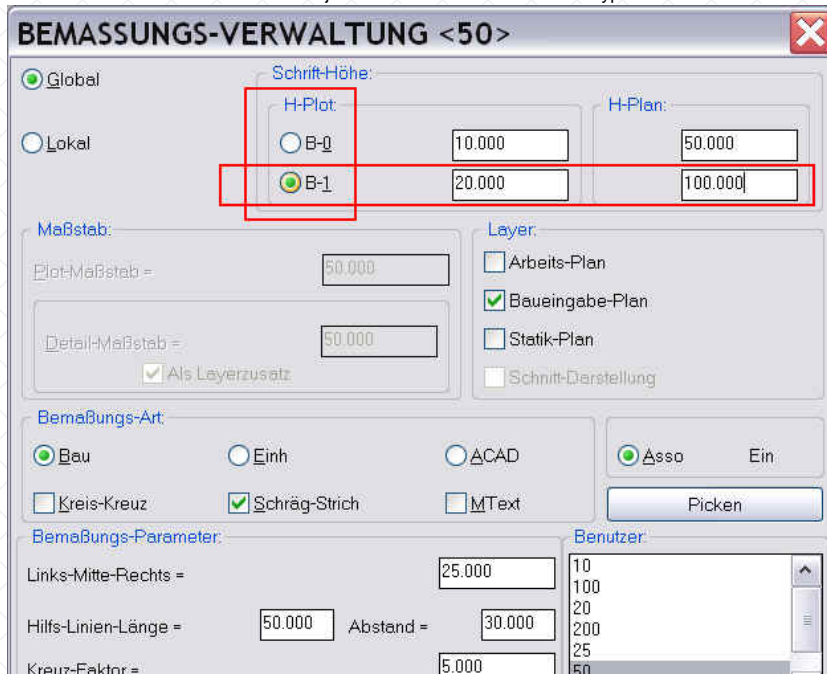 BEMASSUNGS-VERWALTUNG <50>
Global
Schrift-Höhe:
H-Plot:
H-Plan:
Lokal
B-0
10.000
50.000
B-1
20.000
100.000
Maßstab:
Layer:
Plot-Maßstab =
50.000
Arbeits-Plan
Baueingabe-Plan
Detail-Maßstab =
50.000
Statik-Plan
Als Layerzusatz
Schnitt-Darstellung
Bemaßungs-Art:
Bau
Einh
ACAD
Asso
Ein
Kreis-Kreuz
Schräg-Strich
MText
Picken
Bemaßungs-Parameter:
Benutzer:
Links-Mitte-Rechts =
25.000
10
100
Hilfs-Linien-Länge =
50.000
Abstand =
30.000
20
200
25
Kreuz-Faktor =
5.000
50